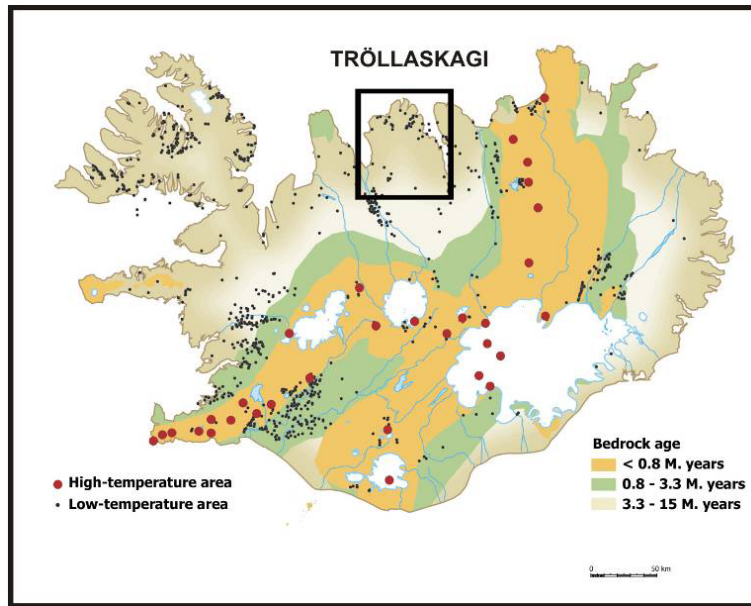 TRÖLLASKAGI
Bedrock age
< 0.8 M. years
0.8 - 3.3 M. years
3.3 - 15 M. years
High-temperature area
Low-temperature area
0 50 km